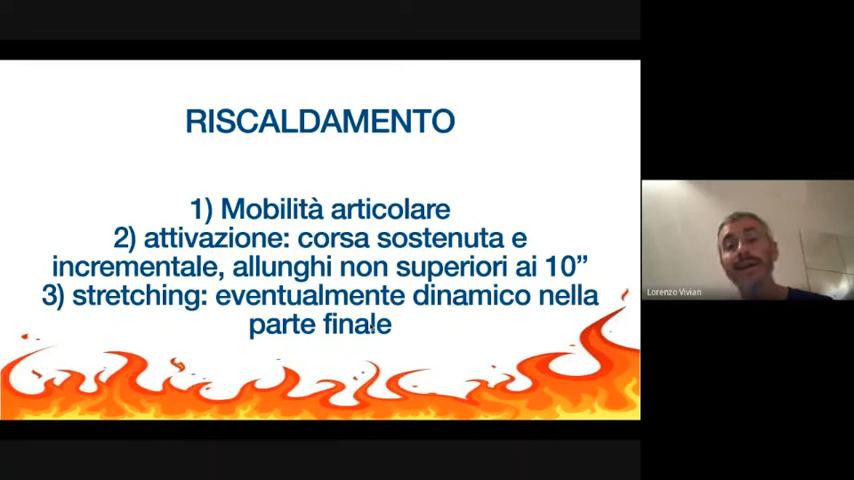 RISCALDAMENTO
1) Mobilità articolare
2) attivazione: corsa sostenuta e
incrementale, allunghi non superiori ai 10”
3) stretching: eventualmente dinamico nella
parte finale
Lorenzo Vivian